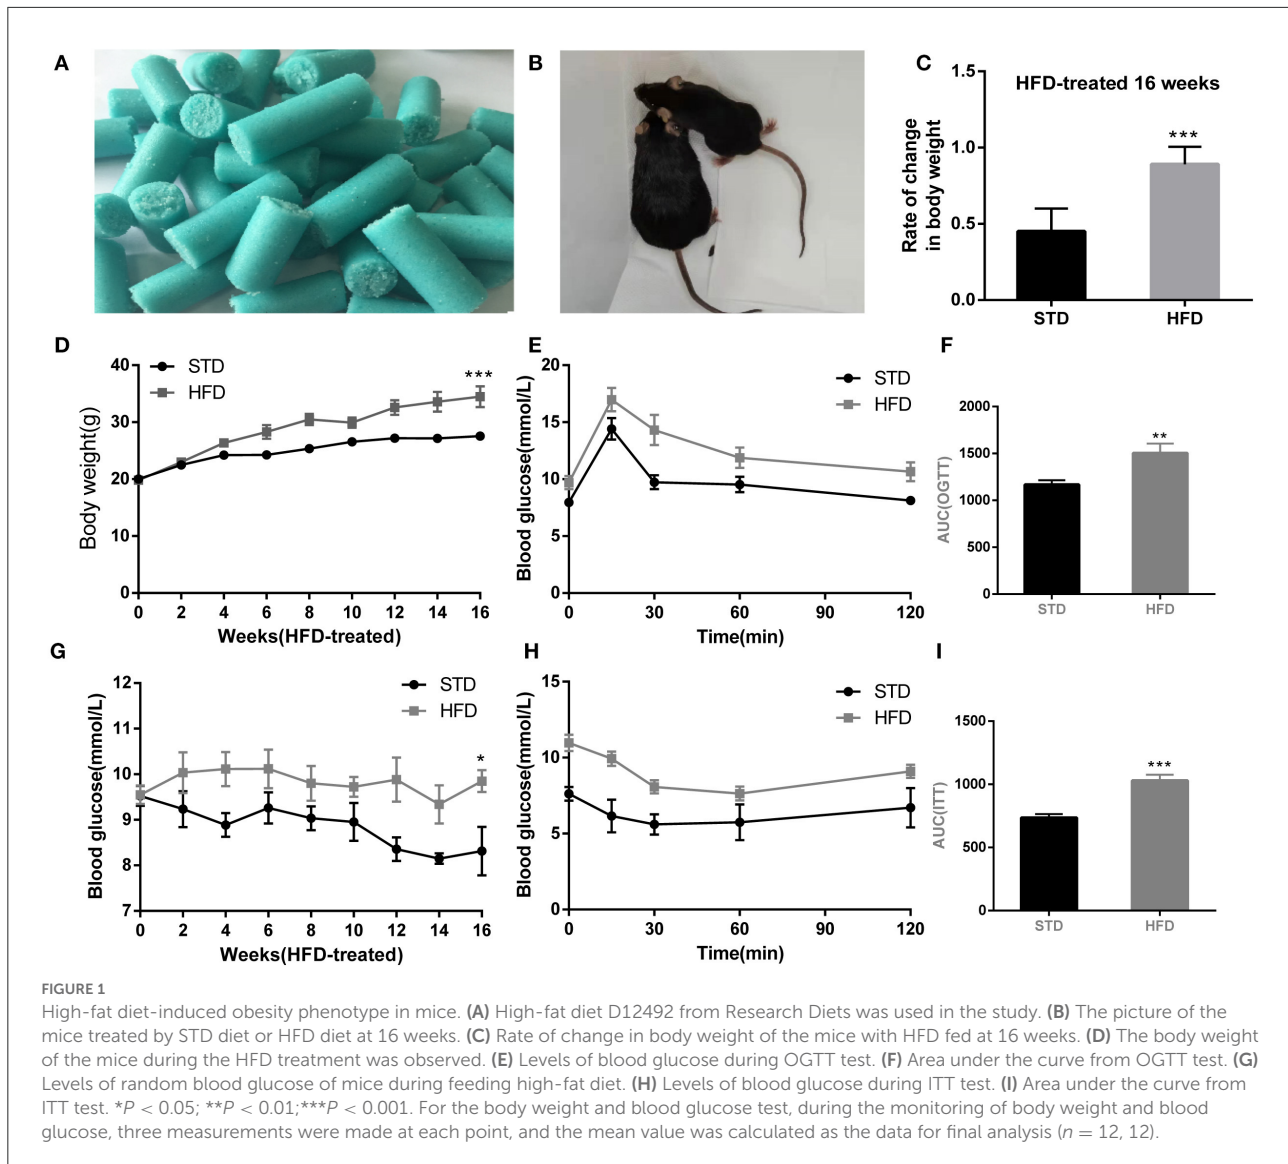 A
B
C
1.5
HFD-treated 16 weeks
***
1.0
0.5
0.0
Rate of change
in body weight
STD
HFD
D
STD
HFD
***
40
30
20
10
0
Body weight(g)
0 2 4 6 8 10 12 14 16
Weeks(HFD-treated)
E
STD
HFD
20
15
10
5
0
Blood glucose(mmol/L)
0 30 60 90 120
Time(min)
F
2000
1500
1000
500
0
**
AUC(OGTT)
STD HFD
G
STD
HFD
*
12
11
10
9
8
7
Blood glucose(mmol/L)
0 2 4 6 8 10 12 14 16
Weeks(HFD-treated)
H
STD
HFD
15
10
5
0
Blood glucose(mmol/L)
0 30 60 90 120
Time(min)
I
1500
1000
500
0
***
AUC(ITT)
STD HFD
FIGURE 1
High-fat diet-induced obesity phenotype in mice. (A) High-fat diet D12492 from Research Diets was used in the study. (B) The picture of the
mice treated by STD diet or HFD diet at 16 weeks. (C) Rate of change in body weight of the mice with HFD fed at 16 weeks. (D) The body weight
of the mice during the HFD treatment was observed. (E) Levels of blood glucose during OGTT test. (F) Area under the curve from OGTT test. (G)
Levels of random blood glucose of mice during feeding high-fat diet. (H) Levels of blood glucose during ITT test. (I) Area under the curve from
ITT test. *P < 0.05; **P < 0.01;***P < 0.001. For the body weight and blood glucose test, during the monitoring of body weight and blood
glucose, three measurements were made at each point, and the mean value was calculated as the data for final analysis (n = 12, 12).